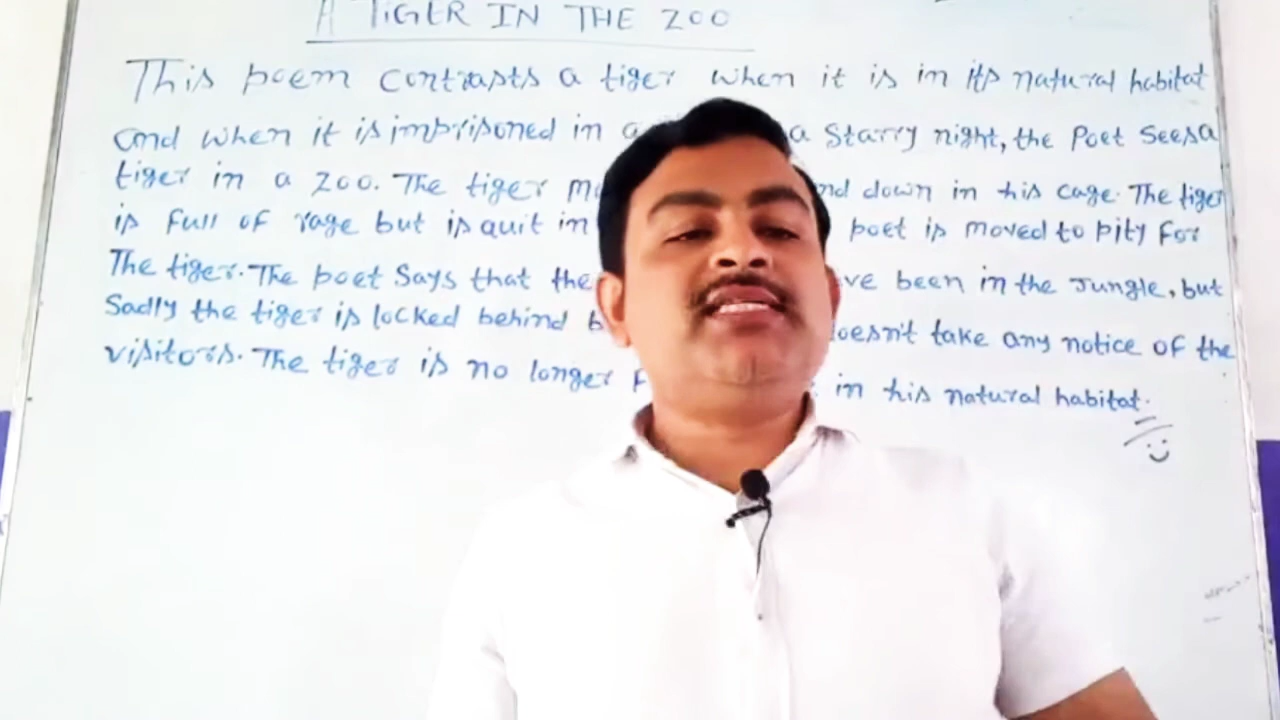 A TIGER IN THE ZOO
This poem contrasts a tiger when it is in its natural habitat
and when it is imprisoned in a a Starry night, the Poet Sees a
tiger in a zoo. The tiger down in his cage. The tiger
is full of rage but is quit in poet is moved to pity for
The tiger. The poet Says that the been in the Jungle, but
Sadly the tiger is locked behind doesn't take any notice of the
visitors. The tiger is no longer in his natural habitat.